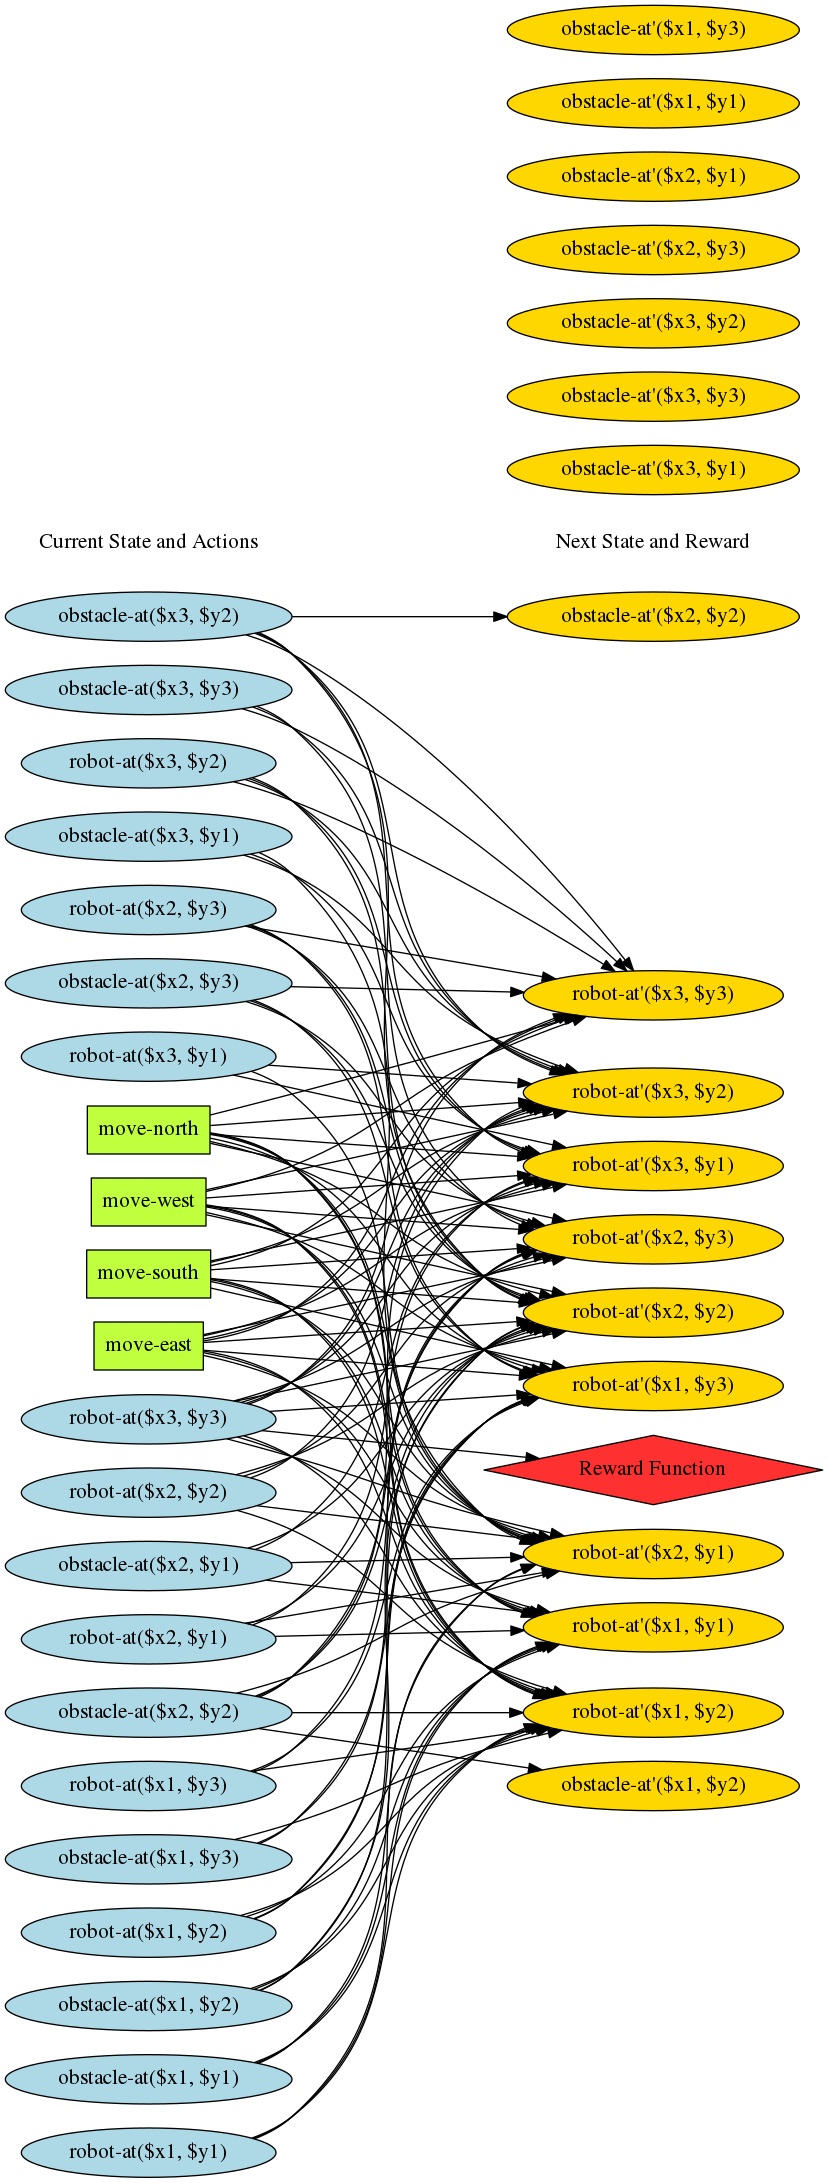 obstacle-at'($x1, $y3)
obstacle-at'($x1, $y1)
obstacle-at'($x2, $y1)
obstacle-at'($x2, $y3)
obstacle-at'($x3, $y2)
obstacle-at'($x3, $y3)
obstacle-at'($x3, $y1)
Current State and Actions
Next State and Reward
obstacle-at($x3, $y2)
obstacle-at'($x2, $y2)
obstacle-at($x3, $y3)
robot-at($x3, $y2)
obstacle-at($x3, $y1)
robot-at($x2, $y3)
obstacle-at($x2, $y3)
robot-at'($x3, $y3)
robot-at($x3, $y1)
robot-at'($x3, $y2)
move-north
robot-at'($x3, $y1)
move-west
robot-at'($x2, $y3)
move-south
robot-at'($x2, $y2)
move-east
robot-at'($x1, $y3)
robot-at($x3, $y3)
Reward Function
robot-at($x2, $y2)
robot-at'($x2, $y1)
obstacle-at($x2, $y1)
robot-at'($x1, $y1)
robot-at($x2, $y1)
obstacle-at($x2, $y2)
robot-at'($x1, $y2)
robot-at($x1, $y3)
obstacle-at'($x1, $y2)
obstacle-at($x1, $y3)
robot-at($x1, $y2)
obstacle-at($x1, $y2)
obstacle-at($x1, $y1)
robot-at($x1, $y1)